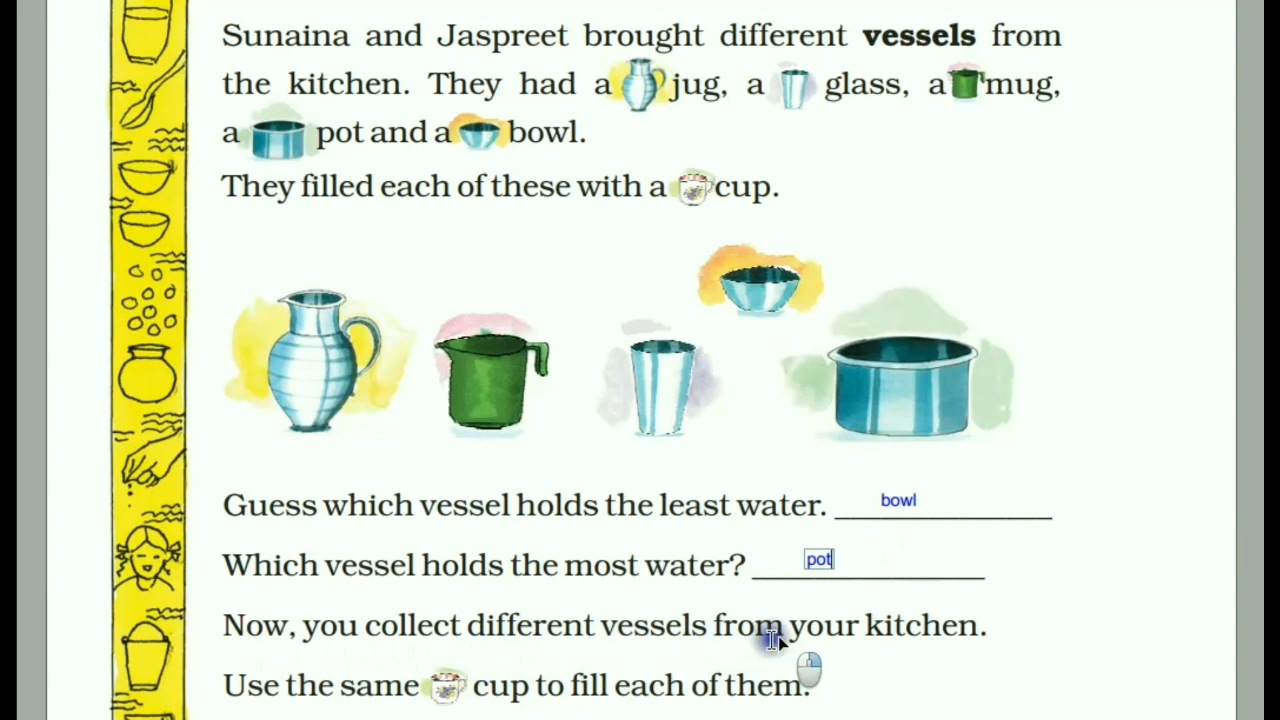 Sunaina and Jaspreet brought different vessels from
the kitchen. They had a jug, a glass, a mug,
a pot and a bowl.
They filled each of these with a cup.
Guess which vessel holds the least water. bowl
Which vessel holds the most water? pot
Now, you collect different vessels from your kitchen.
Use the same cup to fill each of them.